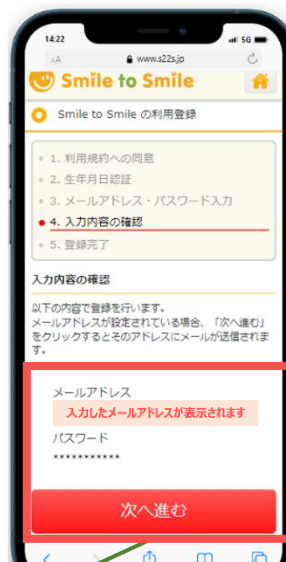 14:22
5G
AA
www.s22s.jp
Smile to Smile
Smile to Smile の利用登録
1. 利用規約への同意
2. 生年月日認証
3. メールアドレス・パスワード入力
4. 入力内容の確認
5. 登録完了
入力内容の確認
以下の内容で登録を行います。
メールアドレスが設定されている場合、「次へ進む」
をクリックするとそのアドレスにメールが送信されま
す。
メールアドレス
入力したメールアドレスが表示されます
パスワード
***********
次へ進む